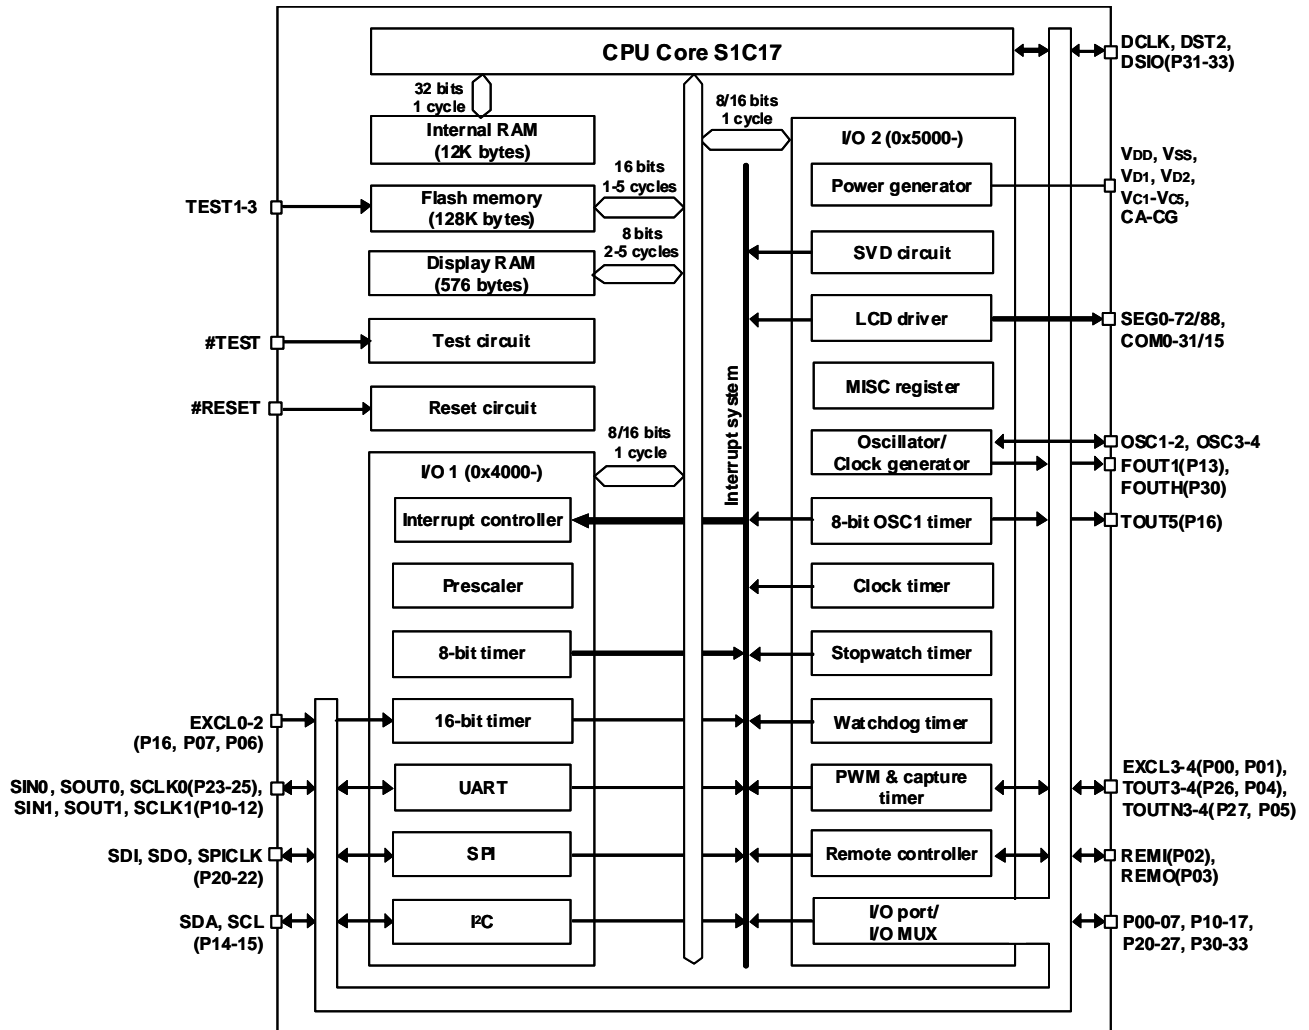 CPU Core S1C17
DCLK, DST2,
DSIO(P31-33)
32 bits
1 cycle
8/16 bits
1 cycle
Internal RAM
(12K bytes)
I/O 2 (0x5000-)
16 bits
1-5 cycles
Power generator
VDD, VSS,
VD1, VD2,
VC1-VC5,
CA-CG
TEST1-3
Flash memory
(128K bytes)
8 bits
2-5 cycles
SVD circuit
Display RAM
(576 bytes)
LCD driver
SEG0-72/88,
COM0-31/15
#TEST
Test circuit
MISC register
#RESET
Reset circuit
Interrupt system
8/16 bits
1 cycle
Oscillator/
Clock generator
OSC1-2, OSC3-4
FOUT1(P13),
FOUTH(P30)
I/O 1 (0x4000-)
Interrupt controller
8-bit OSC1 timer
TOUT5(P16)
Prescaler
Clock timer
8-bit timer
Stopwatch timer
EXCL0-2
(P16, P07, P06)
16-bit timer
Watchdog timer
SIN0, SOUT0, SCLK0(P23-25),
SIN1, SOUT1, SCLK1(P10-12)
UART
PWM & capture
timer
EXCL3-4(P00, P01),
TOUT3-4(P26, P04),
TOUTN3-4(P27, P05)
SDI, SDO, SPICLK
(P20-22)
SPI
Remote controller
REMI(P02),
REMO(P03)
SDA, SCL
(P14-15)
I²C
I/O port/
I/O MUX
P00-07, P10-17,
P20-27, P30-33